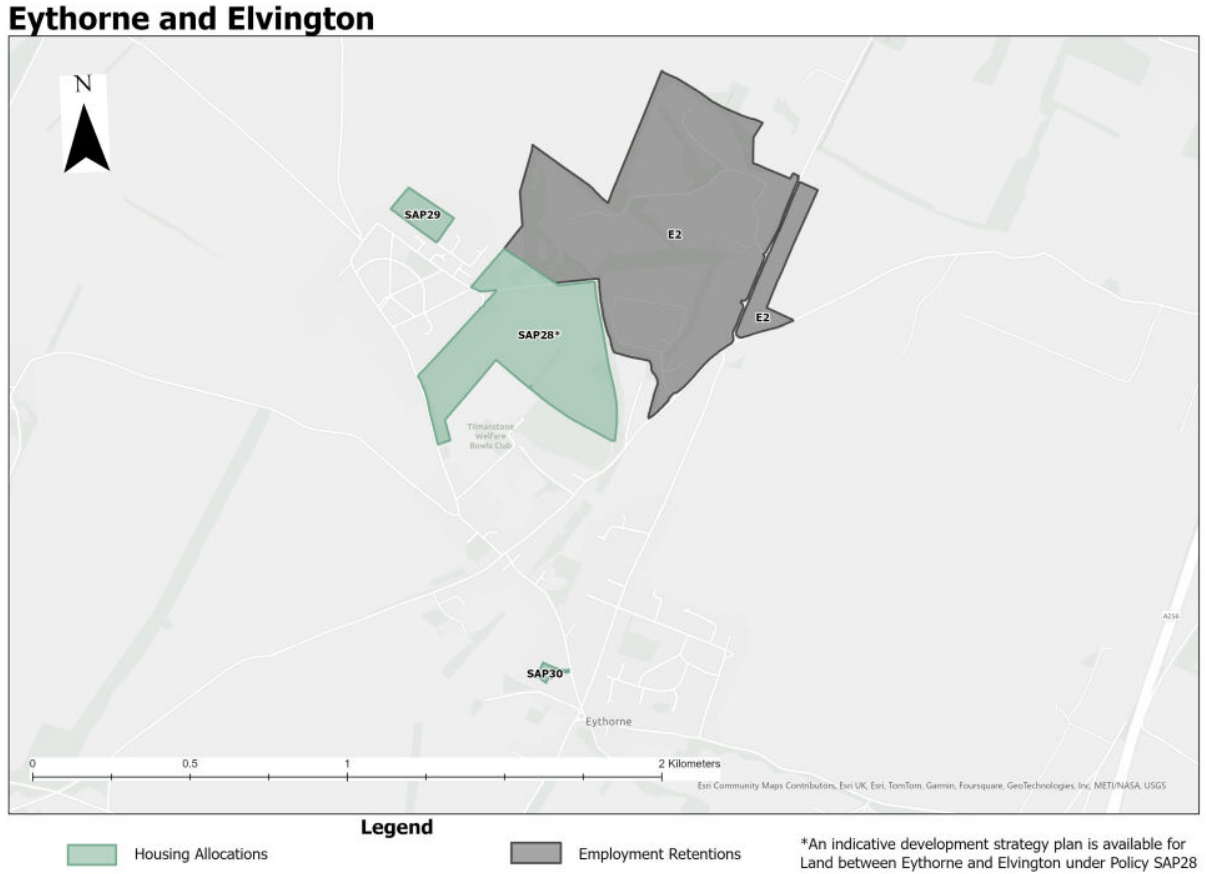 Eythorne and Elvington
N
SAP29
E2
E2
SAP28*
Tilmanstone
Welfare
Bowls Club
A256
SAP30
Eythorne
0 0.5 1 2 Kilometers
Esri Community Maps Contributors, Esri UK, Esri, TomTom, Garmin, Foursquare, GeoTechnologies, Inc, METI/NASA, USGS
Legend
Housing Allocations
Employment Retentions
*An indicative development strategy plan is available for
Land between Eythorne and Elvington under Policy SAP28